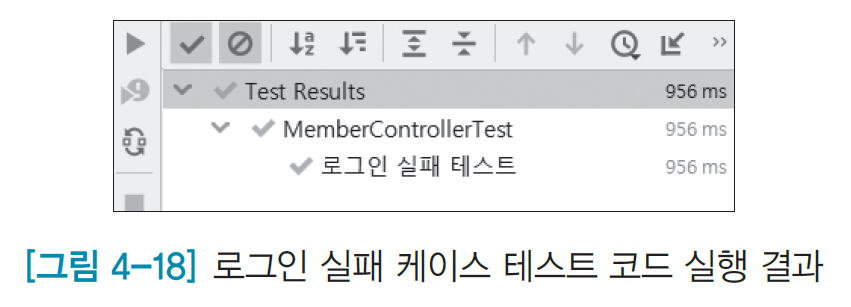 Test Results 956 ms
MemberControllerTest 956 ms
로그인 실패 테스트 956 ms
[그림 4-18] 로그인 실패 케이스 테스트 코드 실행 결과